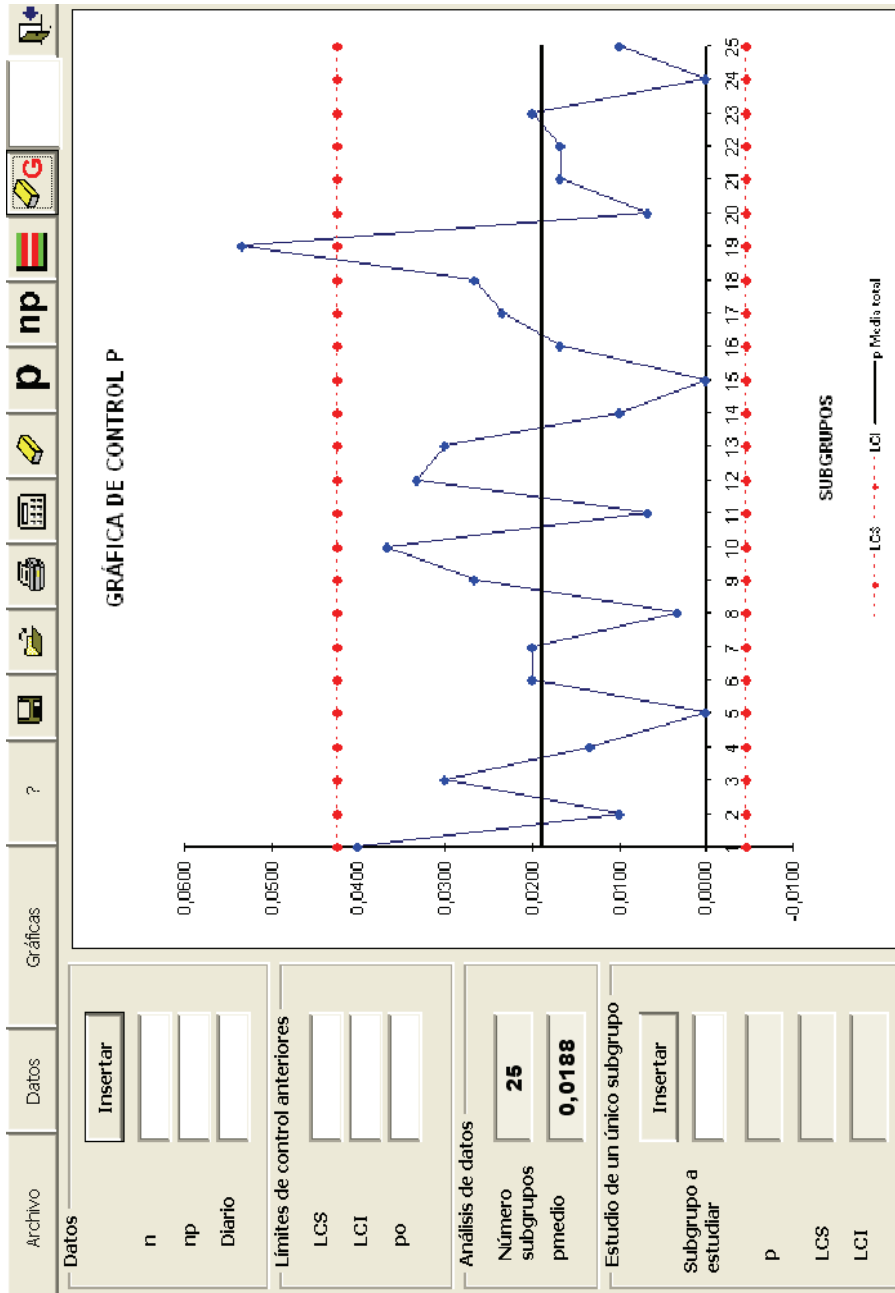 Archivo
Datos
Gráficas
?
p
np
G
Datos
Insertar
n
np
Diario
Límites de control anteriores
LCS
LCI
po
Análisis de datos
Número
subgrupos
25
pmedio
0,0188
Estudio de un único subgrupo
Insertar
Subgrupo a
estudiar
p
LCS
LCI
GRÁFICA DE CONTROL P
0,0600
0,0500
0,0400
0,0300
0,0200
0,0100
0,0000
-0,0100
1 2 3 4 5 6 7 8 9 10 11 12 13 14 15 16 17 18 19 20 21 22 23 24 25
SUBGRUPOS
LCS LCI p Media total